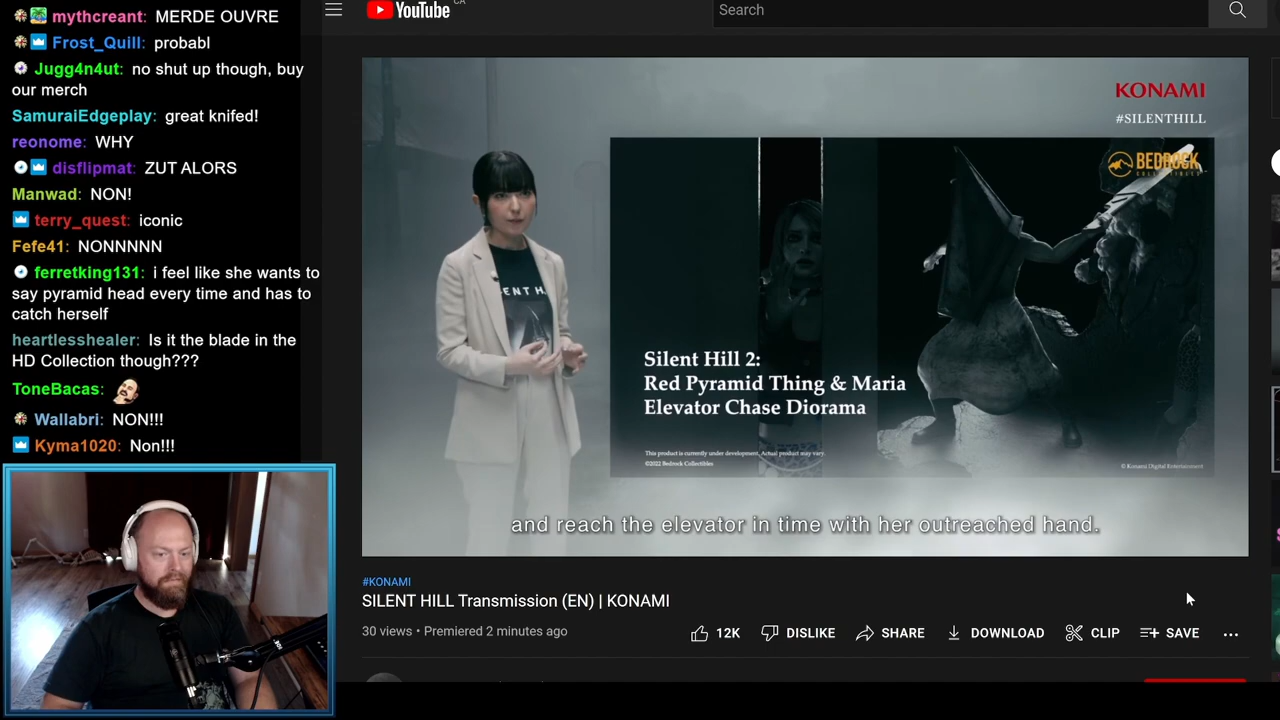 mythcreant: MERDE OUVRE
Frost_Quill: probabl
Jugg4n4ut: no shut up though, buy
our merch
SamuraiEdgeplay: great knifed!
reonome: WHY
disflipmat: ZUT ALORS
Manwad: NON!
terry_quest: iconic
Fefe41: NONNNNN
ferretking131: i feel like she wants to
say pyramid head every time and has to
catch herself
heartlesshealer: Is it the blade in the
HD Collection though???
ToneBacas:
Wallabri: NON!!!
Kyma1020: Non!!!
YouTube CA
Search
KONAMI
#SILENTHILL
BEDROCK
COLLECTIBLES
ENT H
Silent Hill 2:
Red Pyramid Thing & Maria
Elevator Chase Diorama
This product is currently under development. Actual product may vary.
©2022 Bedrock Collectibles
© Konami Digital Entertainment
and reach the elevator in time with her outreached hand.
#KONAMI
SILENT HILL Transmission (EN) | KONAMI
30 views • Premiered 2 minutes ago
12K DISLIKE SHARE DOWNLOAD CLIP SAVE